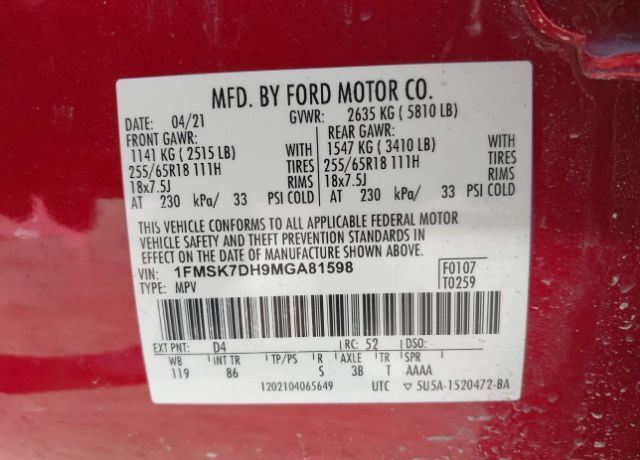 MFD. BY FORD MOTOR CO.
DATE: 04/21 GVWR: 2635 KG ( 5810 LB)
FRONT GAWR: REAR GAWR:
1141 KG ( 2515 LB) WITH 1547 KG ( 3410 LB) WITH
255/65R18 111H TIRES 255/65R18 111H TIRES
18x7.5J RIMS 18x7.5J RIMS
AT 230 kPa/ 33 PSI COLD AT 230 kPa/ 33 PSI COLD
THIS VEHICLE CONFORMS TO ALL APPLICABLE FEDERAL MOTOR
VEHICLE SAFETY AND THEFT PREVENTION STANDARDS IN
EFFECT ON THE DATE OF MANUFACTURE SHOWN ABOVE.
VIN: 1FMSK7DH9MGA81598 F0107
TYPE: MPV T0259
EXT PNT: D4 RC: 52 DSO:
WB INT TR TP/PS R AXLE TR SPR
119 86 S 3B T AAAA
1202104065649 UTC 5U5A-1520472-BA